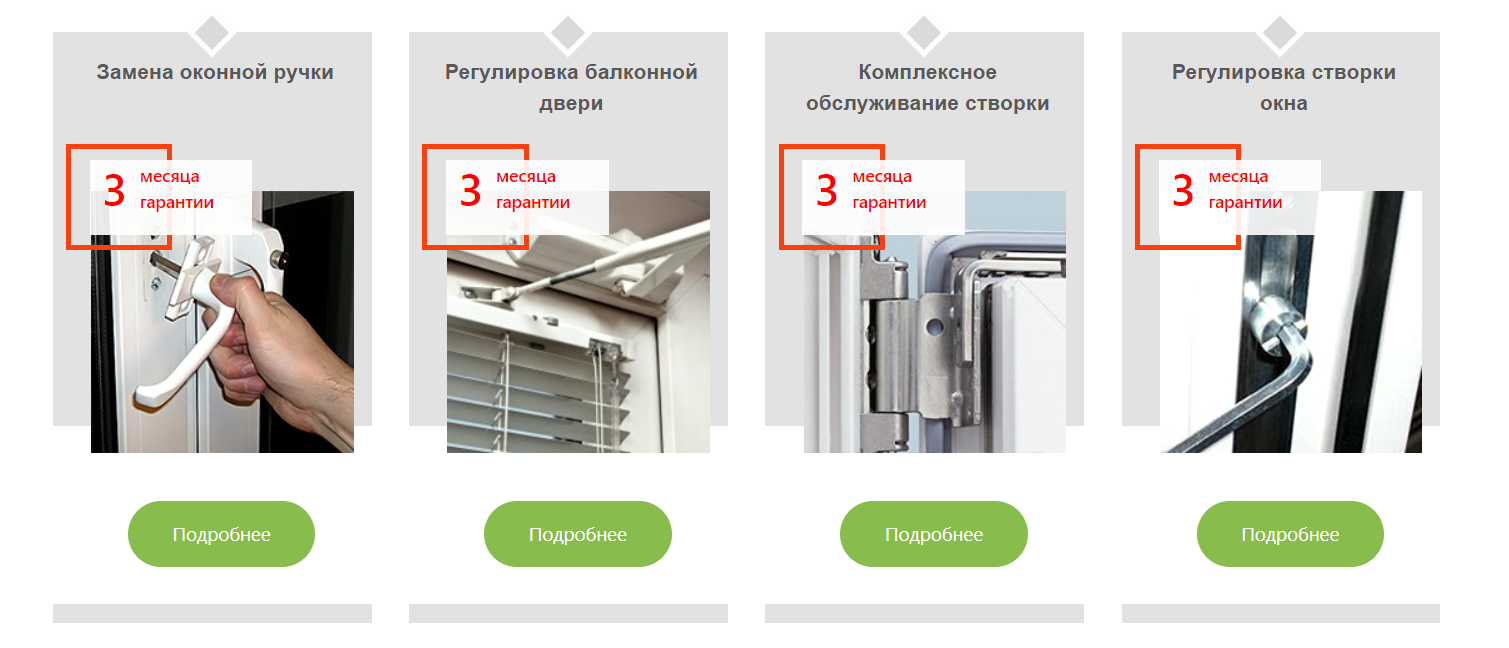 Замена оконной ручки
3 месяца
гарантии
Подробнее
Регулировка балконной
двери
3 месяца
гарантии
Подробнее
Комплексное
обслуживание створки
3 месяца
гарантии
Подробнее
Регулировка створки
окна
3 месяца
гарантии
Подробнее